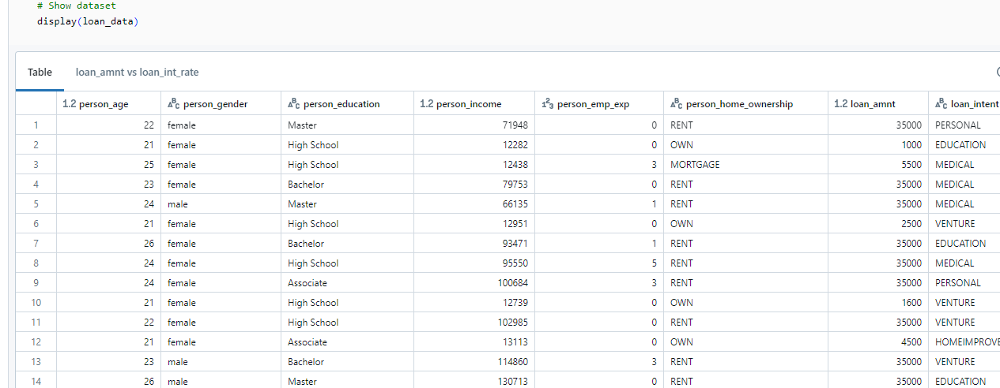 # Show dataset
display(loan_data)
Table loan_amnt vs loan_int_rate
1.2 person_age ABC person_gender ABC person_education 1.2 person_income 123 person_emp_exp ABC person_home_ownership 1.2 loan_amnt ABC loan_intent
1 22 female Master 71948 0 RENT 35000 PERSONAL
2 21 female High School 12282 0 OWN 1000 EDUCATION
3 25 female High School 12438 3 MORTGAGE 5500 MEDICAL
4 23 female Bachelor 79753 0 RENT 35000 MEDICAL
5 24 male Master 66135 1 RENT 35000 MEDICAL
6 21 female High School 12951 0 OWN 2500 VENTURE
7 26 female Bachelor 93471 1 RENT 35000 EDUCATION
8 24 female High School 95550 5 RENT 35000 MEDICAL
9 24 female Associate 100684 3 RENT 35000 PERSONAL
10 21 female High School 12739 0 OWN 1600 VENTURE
11 22 female High School 102985 0 RENT 35000 VENTURE
12 21 female Associate 13113 0 OWN 4500 HOMEIMPROVE
13 23 male Bachelor 114860 3 RENT 35000 VENTURE
14 26 male Master 130713 0 RENT 35000 EDUCATION